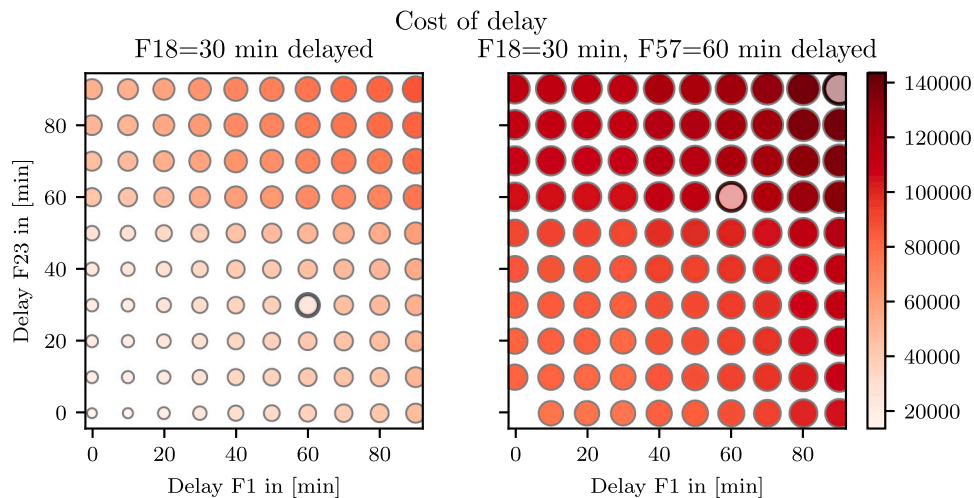 Cost of delay
F18=30 min delayed
F18=30 min, F57=60 min delayed
Delay F23 in [min]
80
60
40
20
0
0 20 40 60 80
Delay F1 in [min]
0 20 40 60 80
Delay F1 in [min]
140000
120000
100000
80000
60000
40000
20000